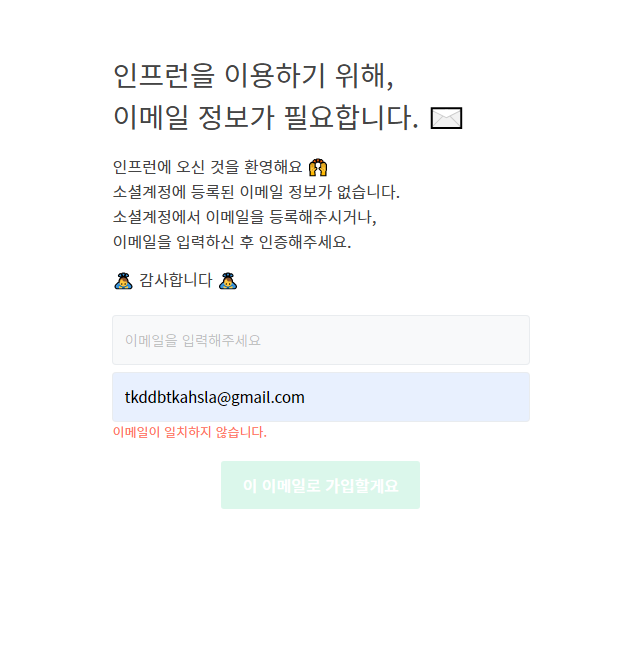 인프런을 이용하기 위해,
이메일 정보가 필요합니다. ✉️
인프런에 오신 것을 환영해요 🙌
소셜계정에 등록된 이메일 정보가 없습니다.
소셜계정에서 이메일을 등록해주시거나,
이메일을 입력하신 후 인증해주세요.
🙇 감사합니다 🙇
이메일을 입력해주세요
tkddbtkahsla@gmail.com
이메일이 일치하지 않습니다.
이 이메일로 가입할게요